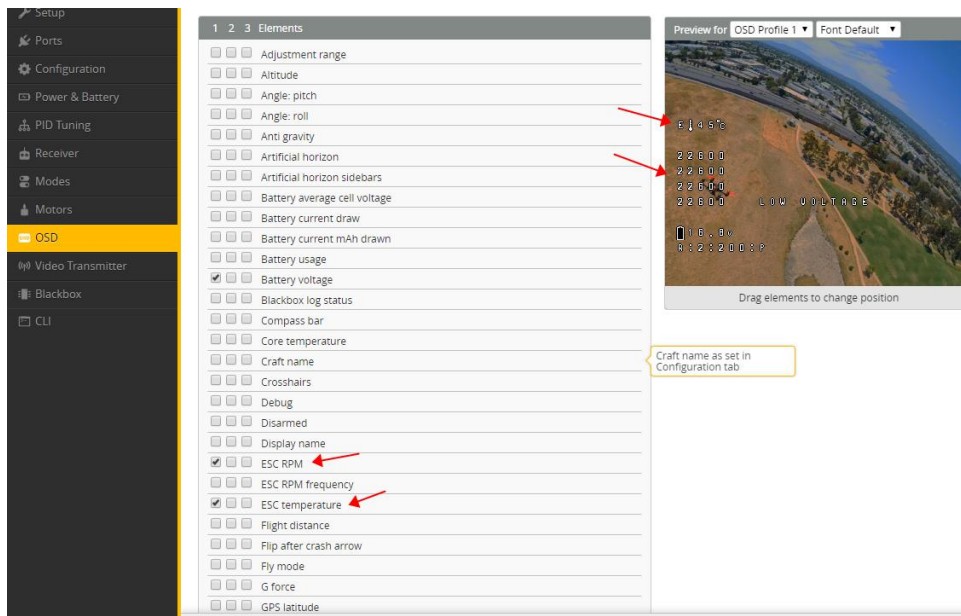 Setup
Ports
Configuration
Power & Battery
PID Tuning
Receiver
Modes
Motors
OSD
Video Transmitter
Blackbox
CLI
1 2 3 Elements
Adjustment range
Altitude
Angle: pitch
Angle: roll
Anti gravity
Artificial horizon
Artificial horizon sidebars
Battery average cell voltage
Battery current draw
Battery current mAh drawn
Battery usage
Battery voltage
Blackbox log status
Compass bar
Core temperature
Craft name
Crosshairs
Debug
Disarmed
Display name
ESC RPM
ESC RPM frequency
ESC temperature
Flight distance
Flip after crash arrow
Fly mode
G force
GPS latitude
Craft name as set in
Configuration tab
Preview for OSD Profile 1 Font Default
E 45°C
22600
22600
22600
22600 LOW VOLTAGE
16.8V
R:2:200:P
Drag elements to change position